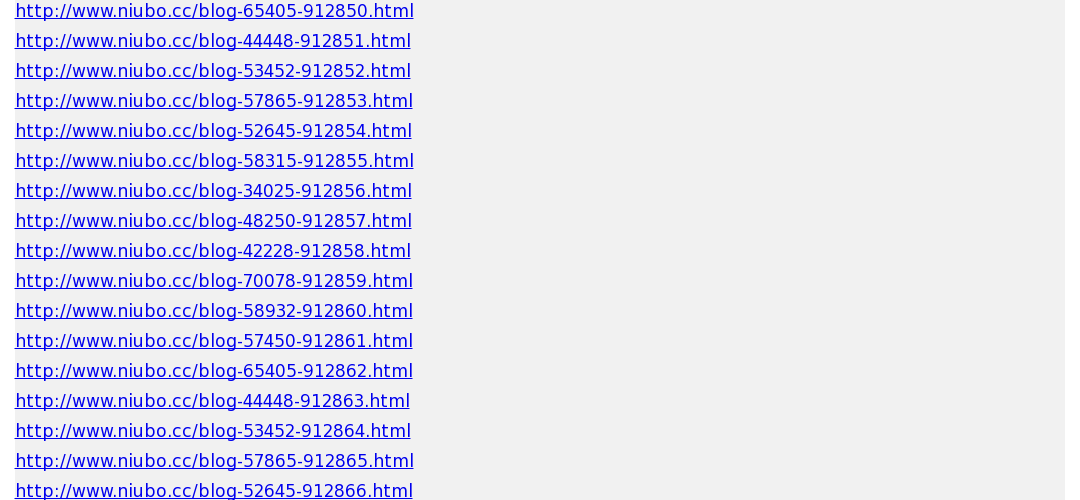 http://www.niubo.cc/blog-65405-912850.html
http://www.niubo.cc/blog-44448-912851.html
http://www.niubo.cc/blog-53452-912852.html
http://www.niubo.cc/blog-57865-912853.html
http://www.niubo.cc/blog-52645-912854.html
http://www.niubo.cc/blog-58315-912855.html
http://www.niubo.cc/blog-34025-912856.html
http://www.niubo.cc/blog-48250-912857.html
http://www.niubo.cc/blog-42228-912858.html
http://www.niubo.cc/blog-70078-912859.html
http://www.niubo.cc/blog-58932-912860.html
http://www.niubo.cc/blog-57450-912861.html
http://www.niubo.cc/blog-65405-912862.html
http://www.niubo.cc/blog-44448-912863.html
http://www.niubo.cc/blog-53452-912864.html
http://www.niubo.cc/blog-57865-912865.html
http://www.niubo.cc/blog-52645-912866.html